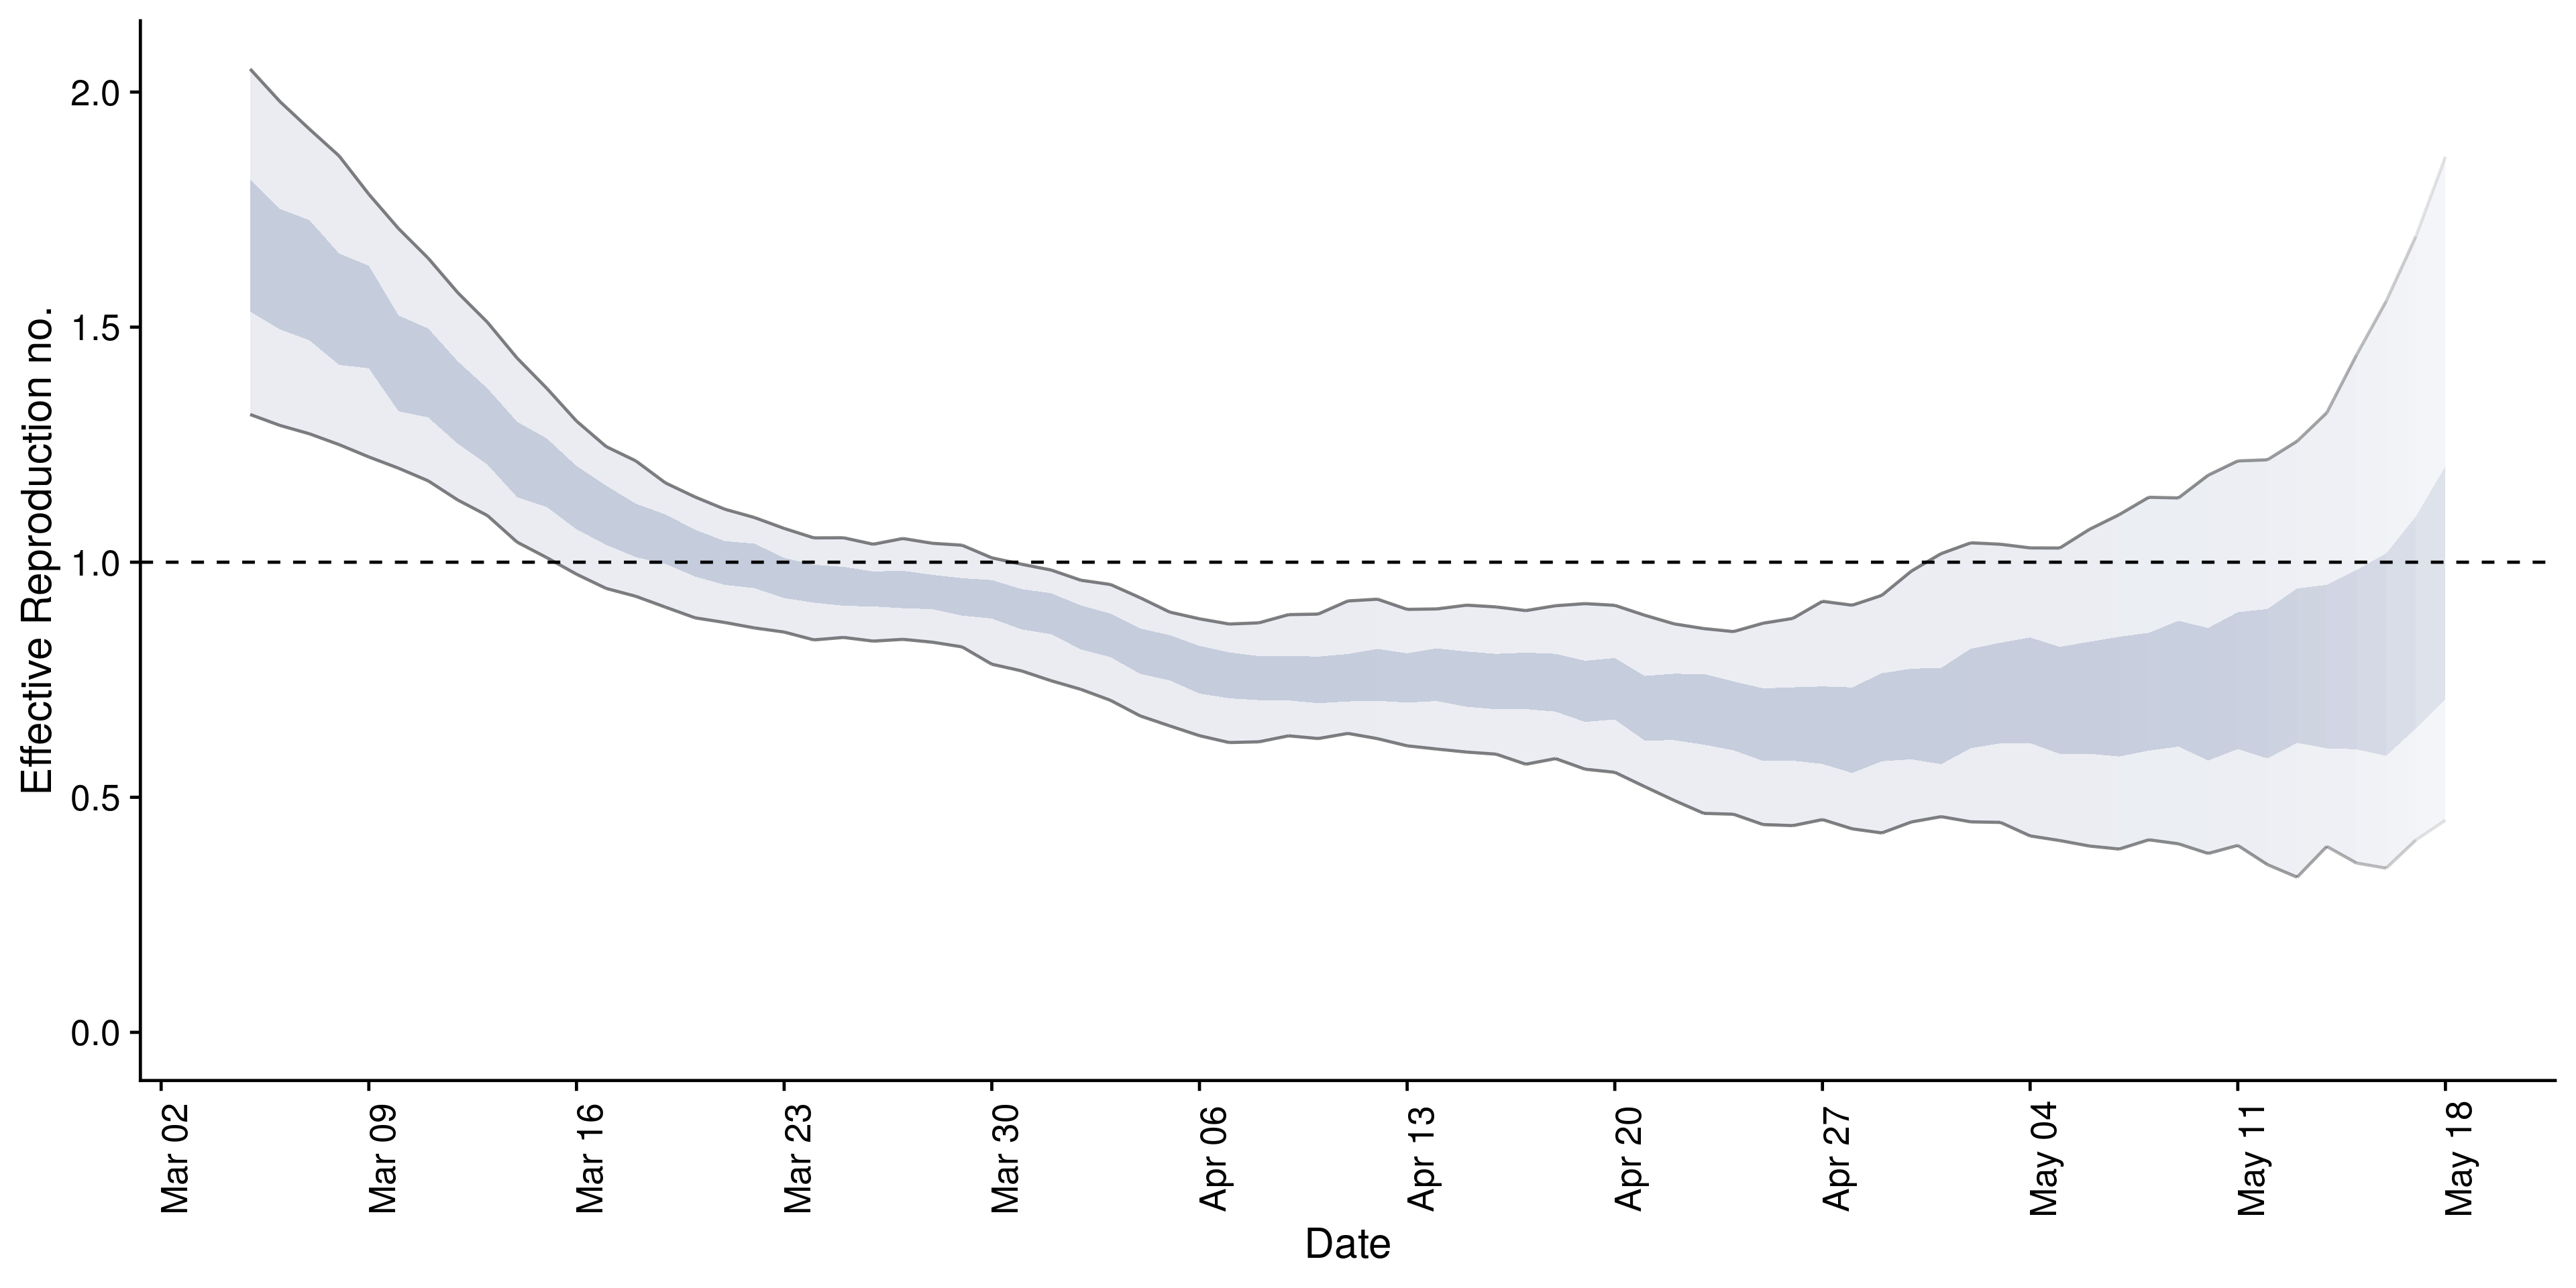 Effective Reproduction no.
2.0
1.5
1.0
0.5
0.0
Mar 02
Mar 09
Mar 16
Mar 23
Mar 30
Apr 06
Apr 13
Apr 20
Apr 27
May 04
May 11
May 18
Date